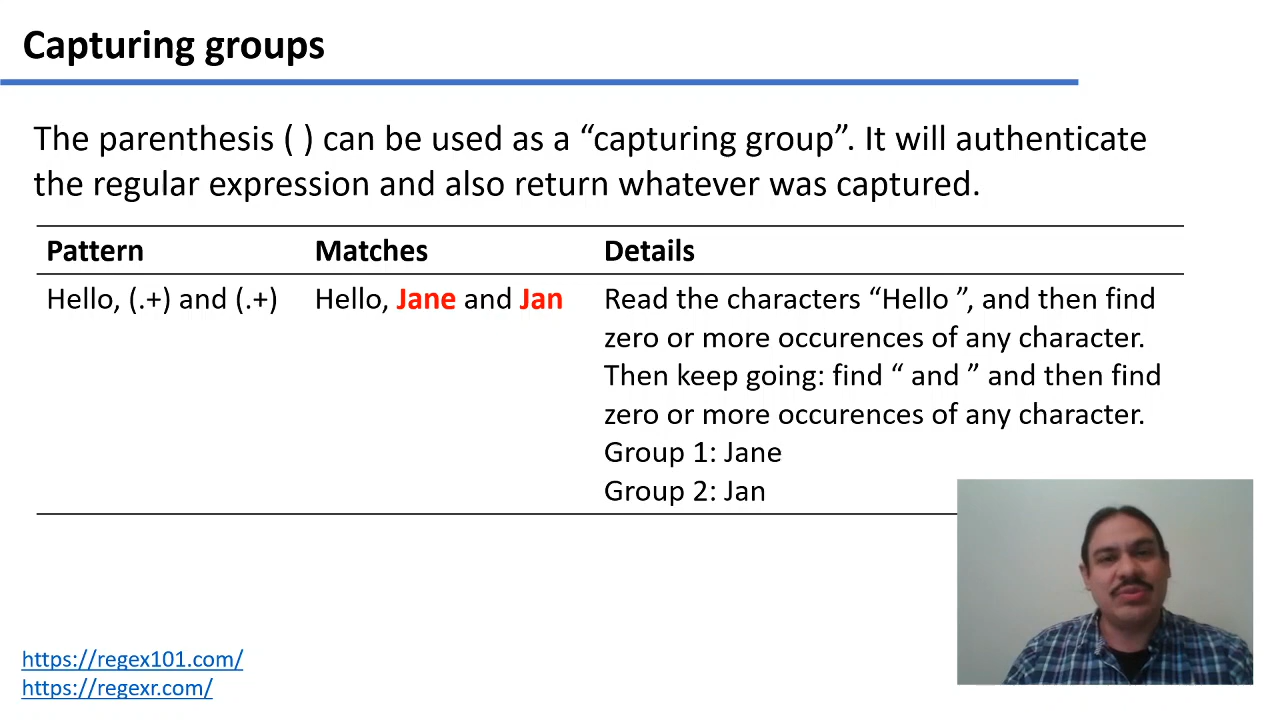 Capturing groups
The parenthesis ( ) can be used as a “capturing group”. It will authenticate
the regular expression and also return whatever was captured.
Pattern Matches Details
Hello, (.+) and (.+) Hello, Jane and Jan Read the characters “Hello ”, and then find
zero or more occurences of any character.
Then keep going: find “ and ” and then find
zero or more occurences of any character.
Group 1: Jane
Group 2: Jan
https://regex101.com/
https://regexr.com/